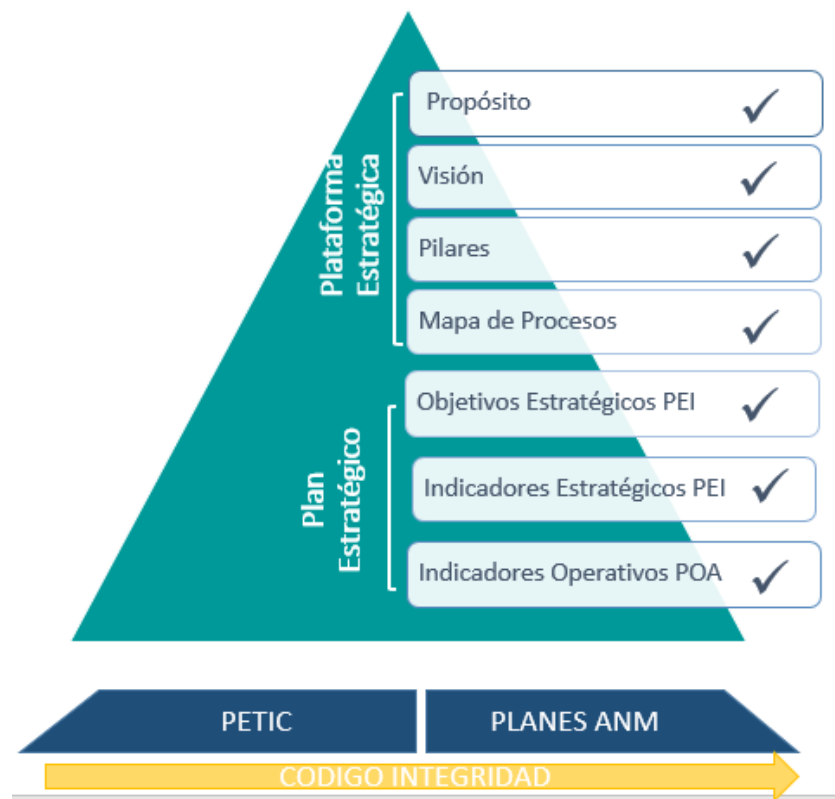 Plataforma
Estratégica
Propósito
Visión
Pilares
Mapa de Procesos
Plan
Estratégico
Objetivos Estratégicos PEI
Indicadores Estratégicos PEI
Indicadores Operativos POA
PETIC
PLANES ANM
CODIGO INTEGRIDAD